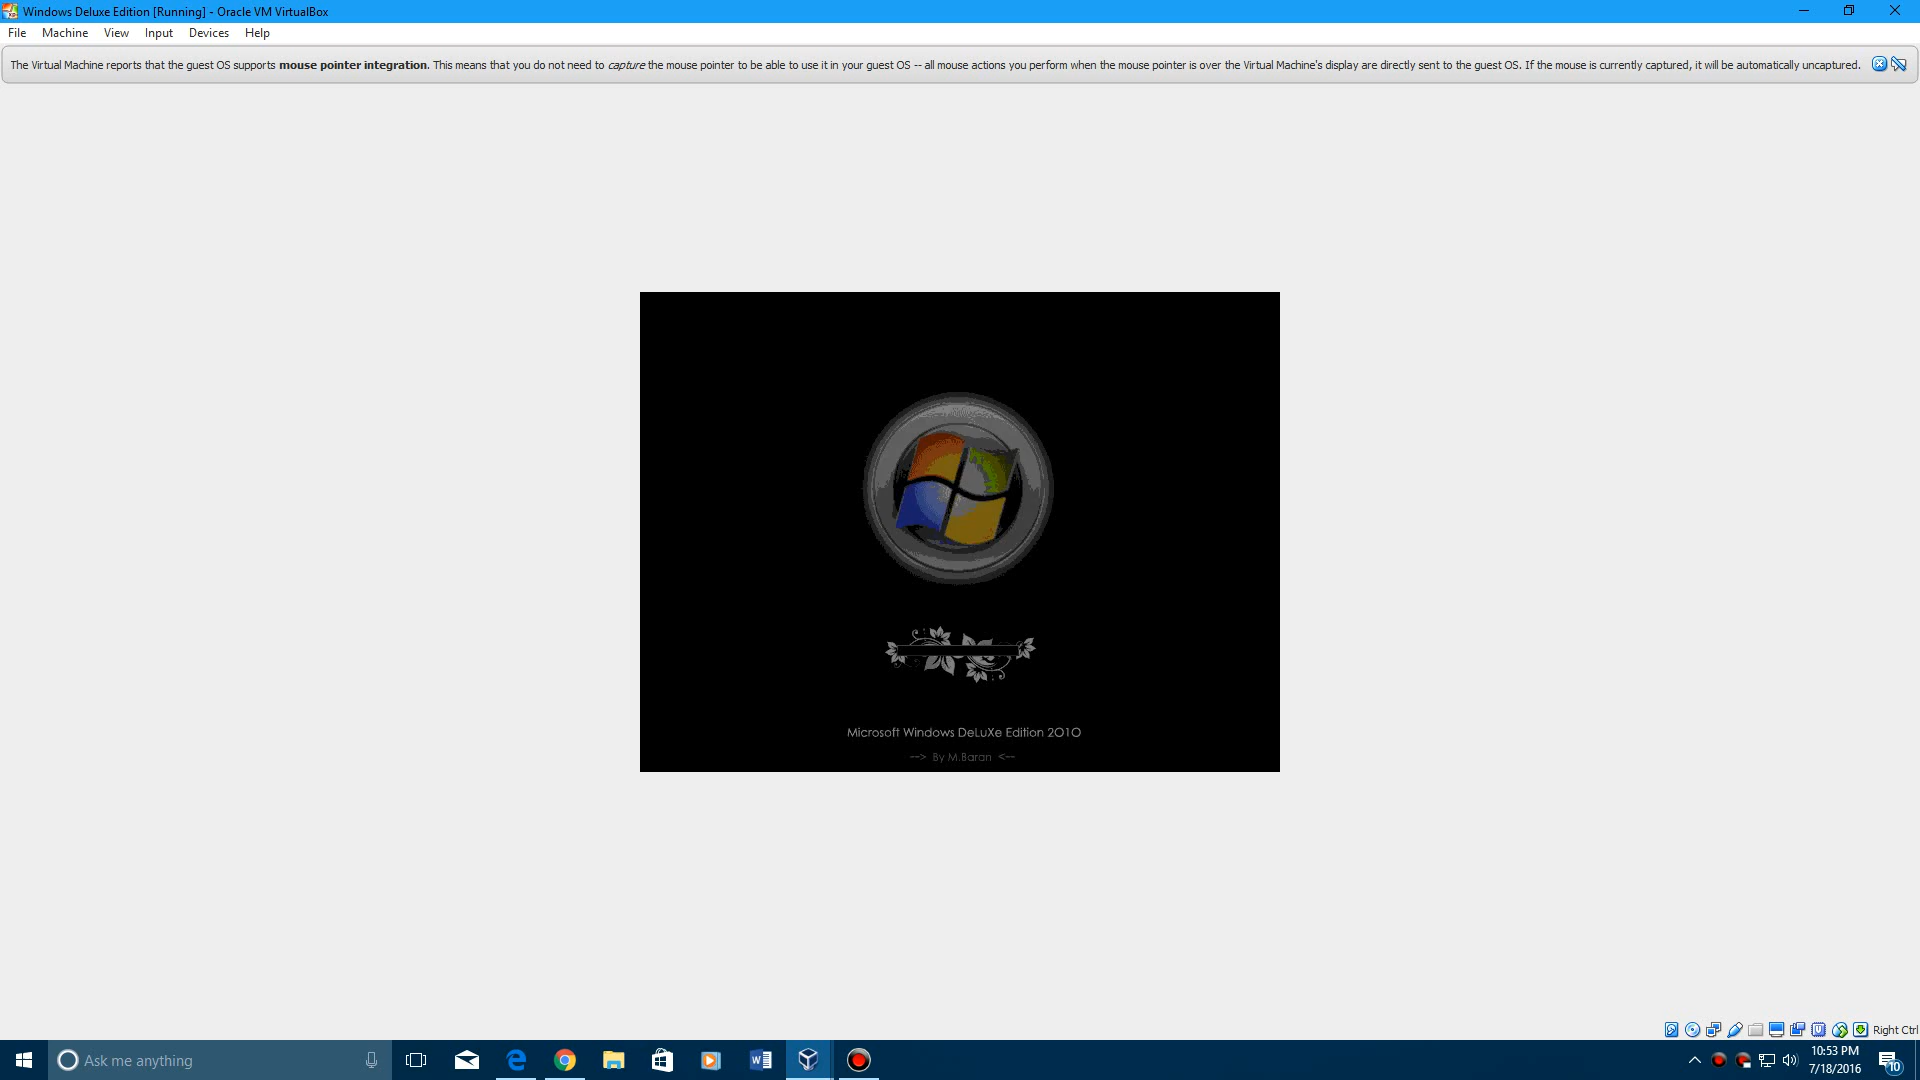 Windows Deluxe Edition [Running] - Oracle VM VirtualBox
File Machine View Input Devices Help
The Virtual Machine reports that the guest OS supports mouse pointer integration. This means that you do not need to capture the mouse pointer to be able to use it in your guest OS -- all mouse actions you perform when the mouse pointer is over the Virtual Machine's display are directly sent to the guest OS. If the mouse is currently captured, it will be automatically uncaptured.
Microsoft Windows DeLuXe Edition 2010
--> By M.Baran <--
Right Ctrl
Ask me anything
10:53 PM
7/18/2016
10